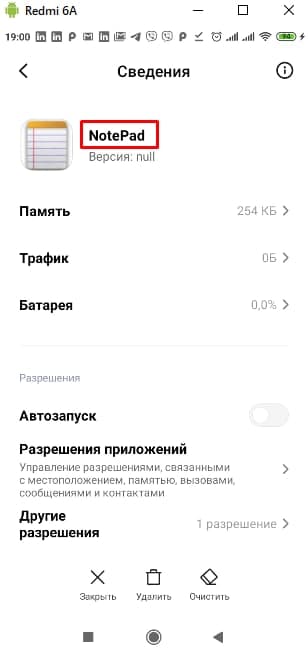 Redmi 6A
19:00
94
Сведения
NotePad
Версия: null
Память 254 КБ
Трафик 0Б
Батарея 0,0%
Разрешения
Автозапуск
Разрешения приложений
Управление разрешениями, связанными
с местоположением, памятью, вызовами,
сообщениями и контактами
Другие
разрешения 1 разрешение
Закрыть Удалить Очистить